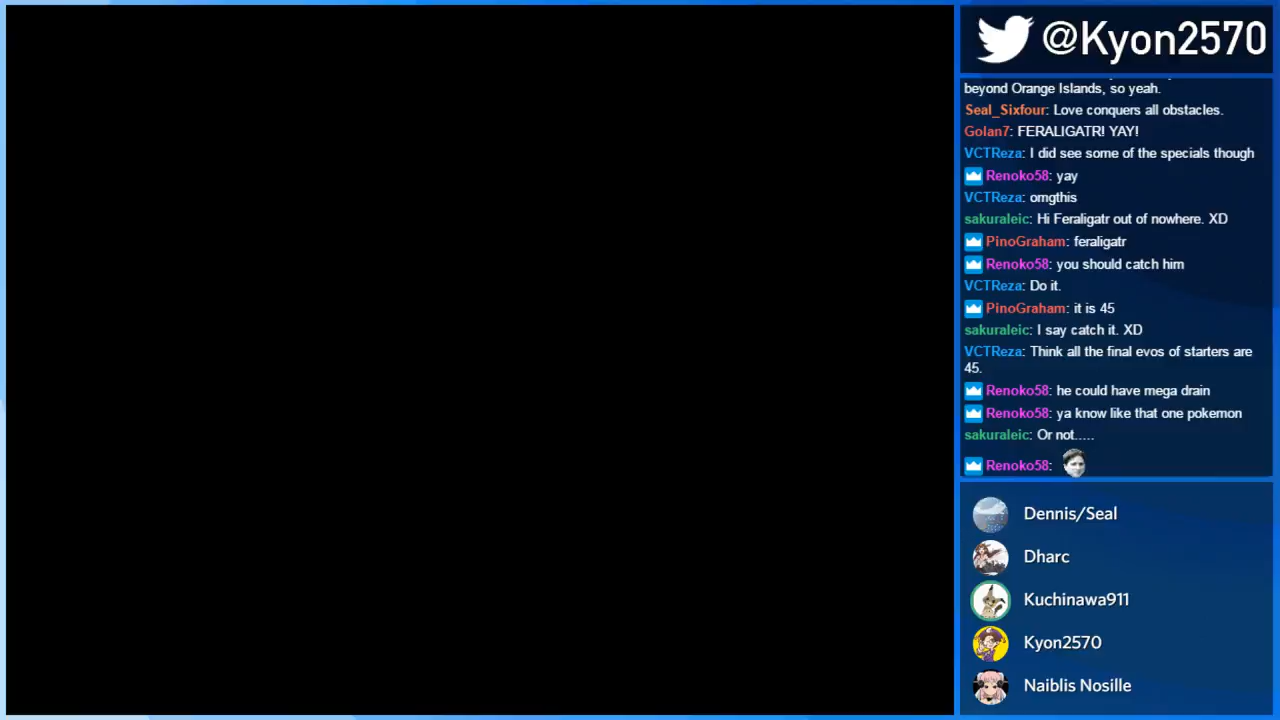 @Kyon2570
beyond Orange Islands, so yeah.
Seal_Sixfour: Love conquers all obstacles.
Golan7: FERALIGATR! YAY!
VCTReza: I did see some of the specials though
Renoko58: yay
VCTReza: omgthis
sakuraleic: Hi Feraligatr out of nowhere. XD
PinoGraham: feraligatr
Renoko58: you should catch him
VCTReza: Do it.
PinoGraham: it is 45
sakuraleic: I say catch it. XD
VCTReza: Think all the final evos of starters are
45.
Renoko58: he could have mega drain
Renoko58: ya know like that one pokemon
sakuraleic: Or not.....
Renoko58:
Dennis/Seal
Dharc
Kuchinawa911
Kyon2570
Naiblis Nosille